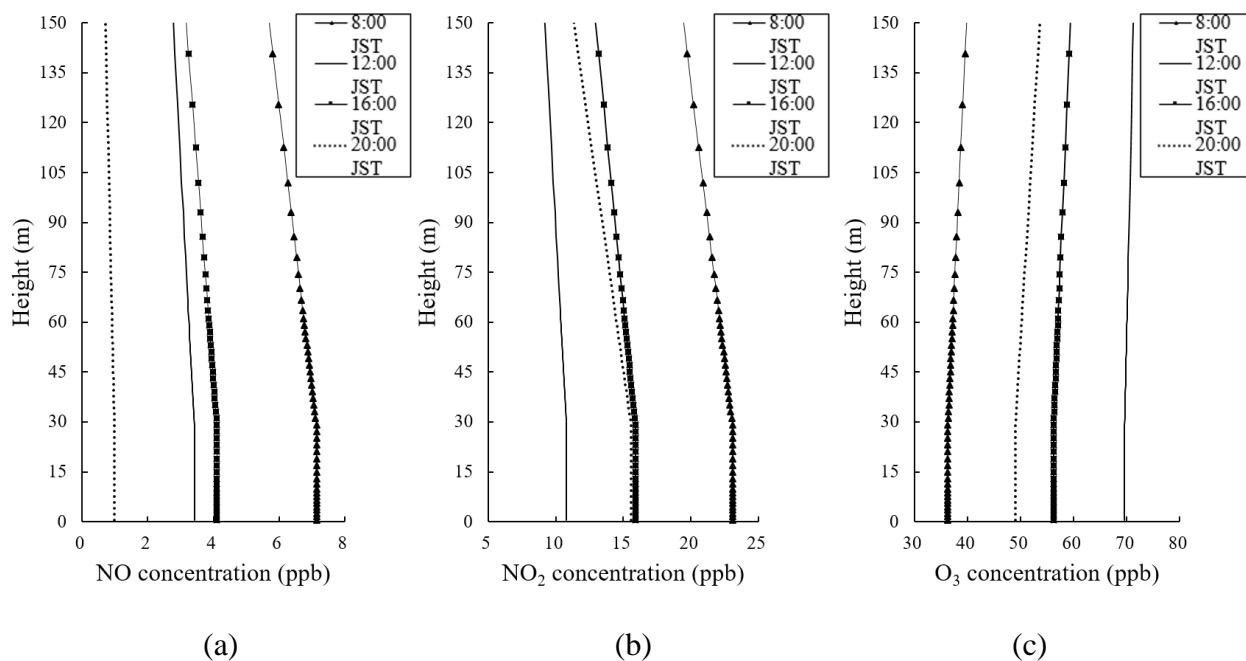 150
135
120
105
90
75
60
45
30
15
0
Height (m)
0 2 4 6 8
NO concentration (ppb)
8:00
JST
12:00
JST
16:00
JST
20:00
JST
(a)
150
135
120
105
90
75
60
45
30
15
0
Height (m)
5 10 15 20 25
NO₂ concentration (ppb)
8:00
JST
12:00
JST
16:00
JST
20:00
JST
(b)
150
135
120
105
90
75
60
45
30
15
0
Height (m)
30 40 50 60 70 80
O₃ concentration (ppb)
8:00
JST
12:00
JST
16:00
JST
20:00
JST
(c)